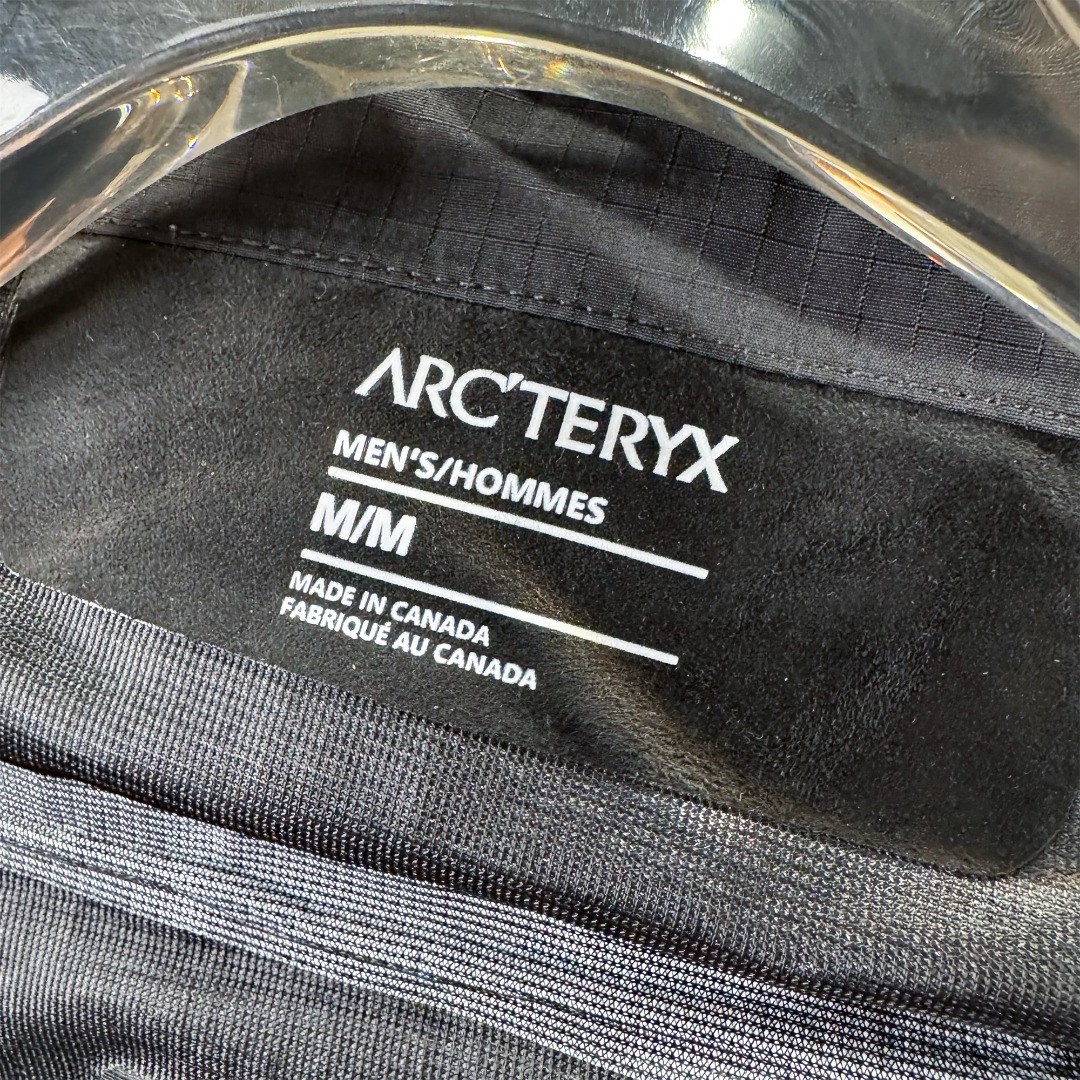 ARC'TERYX
MEN'S/HOMMES
M/M
MADE IN CANADA
FABRIQUÉ AU CANADA